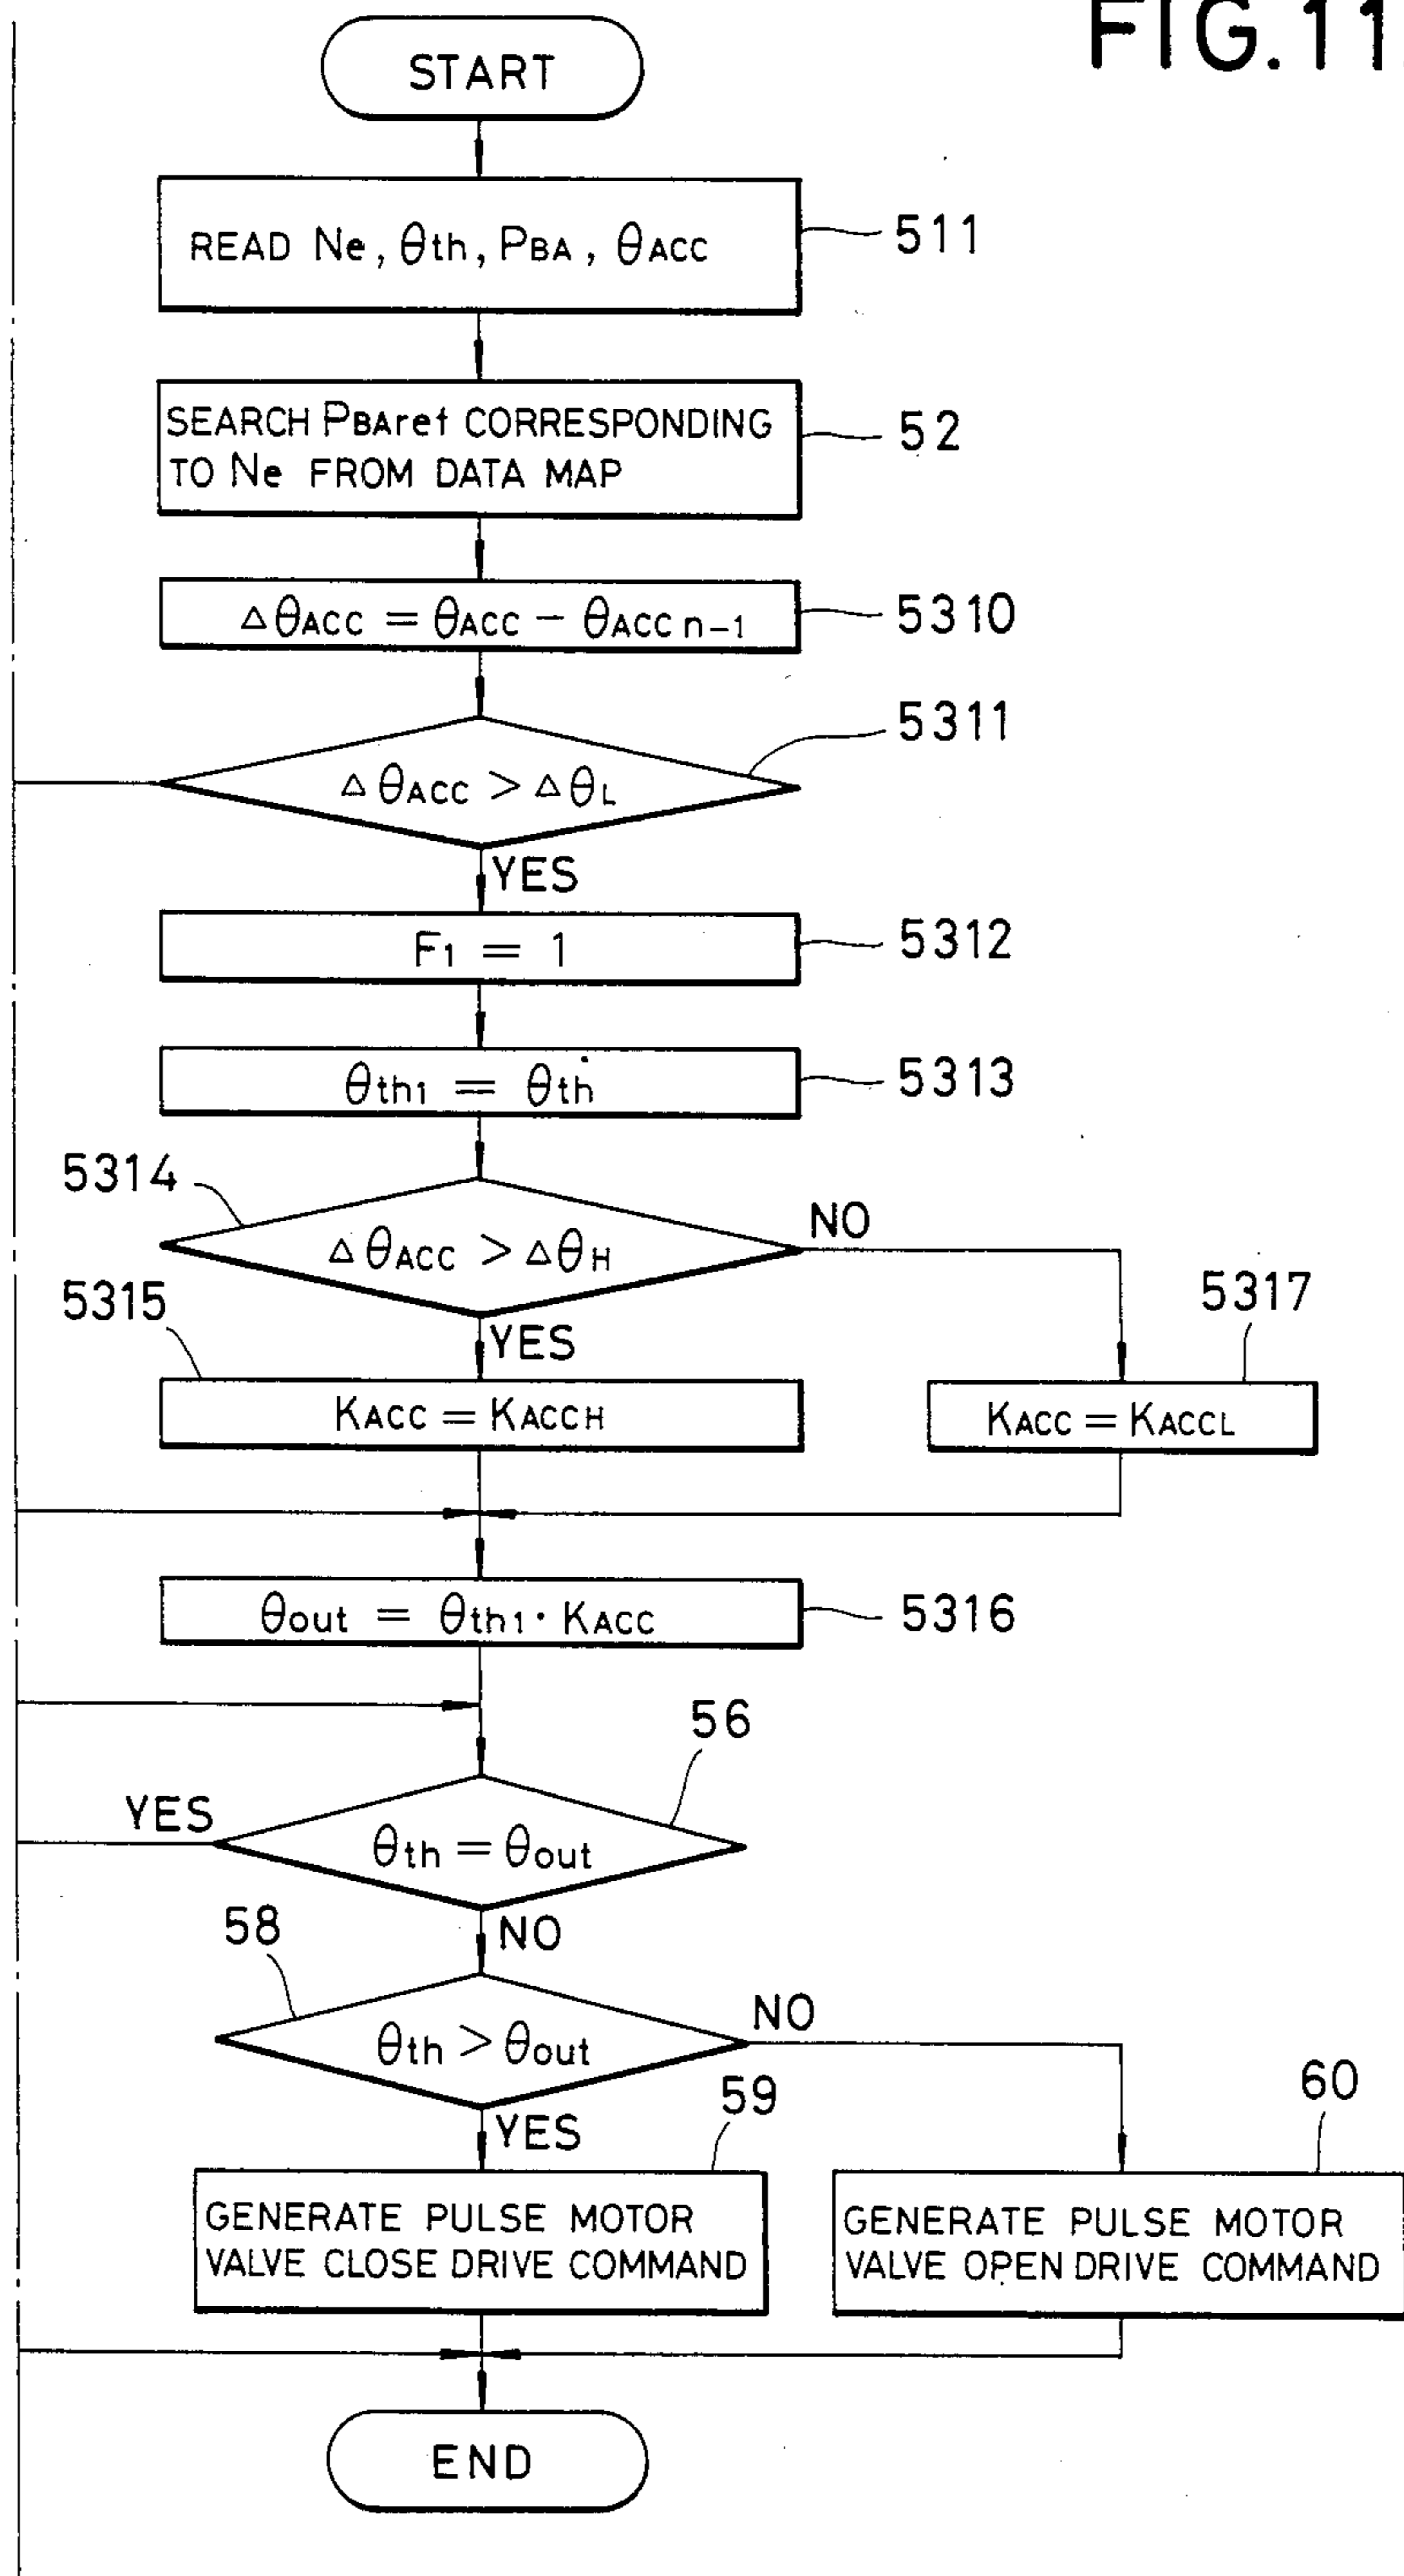 FIG.11
START
READ Ne, θth, PBA, θACC
511
SEARCH PBAref CORRESPONDING
TO Ne FROM DATA MAP
52
ΔθACC = θACC − θACC n−1
5310
5311
ΔθACC > ΔθL
YES
F1 = 1
5312
θth1 = θth
5313
5314
ΔθACC > ΔθH
NO
5315
YES
5317
KACC = KACCH
KACC = KACCL
θout = θth1 · KACC
5316
56
YES
θth = θout
58
NO
θth > θout
NO
59
60
YES
GENERATE PULSE MOTOR
VALVE CLOSE DRIVE COMMAND
GENERATE PULSE MOTOR
VALVE OPEN DRIVE COMMAND
END